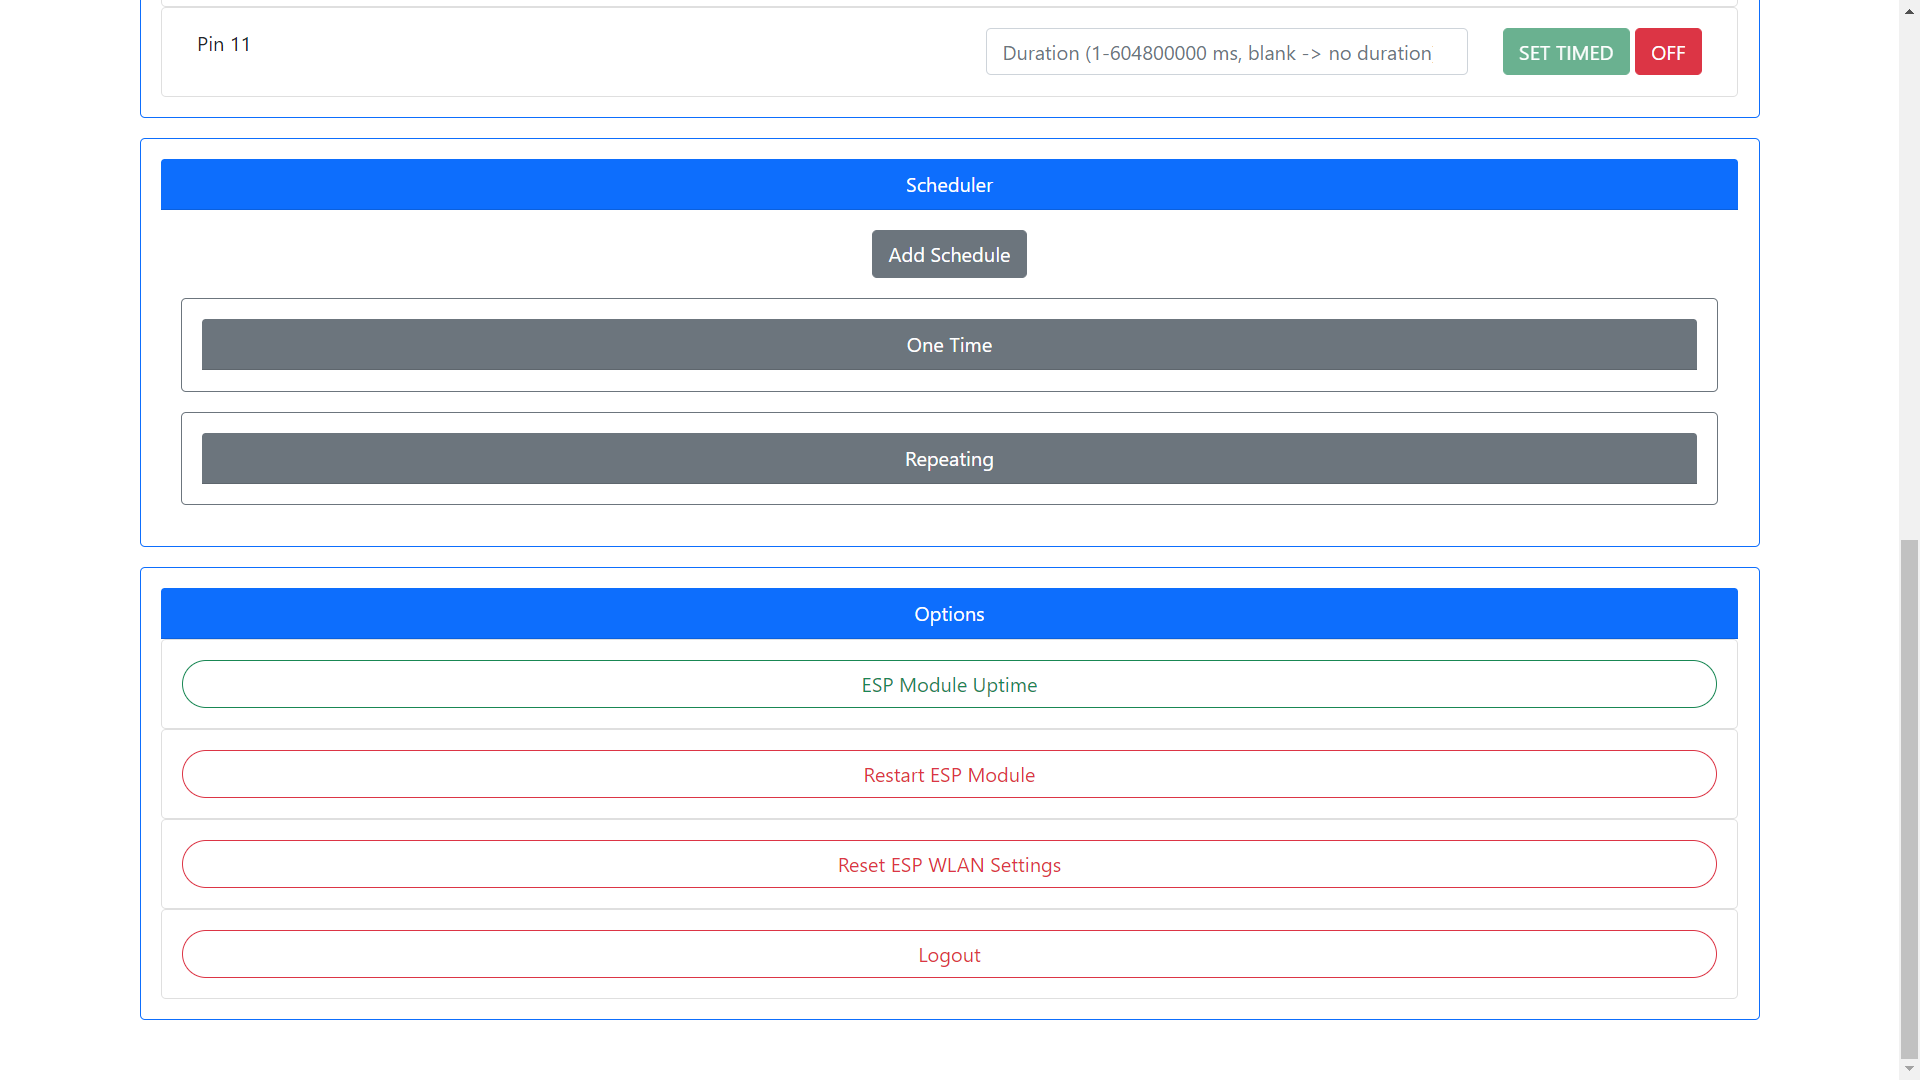 Pin 11
Duration (1-604800000 ms, blank -> no duration
SET TIMED
OFF
Scheduler
Add Schedule
One Time
Repeating
Options
ESP Module Uptime
Restart ESP Module
Reset ESP WLAN Settings
Logout